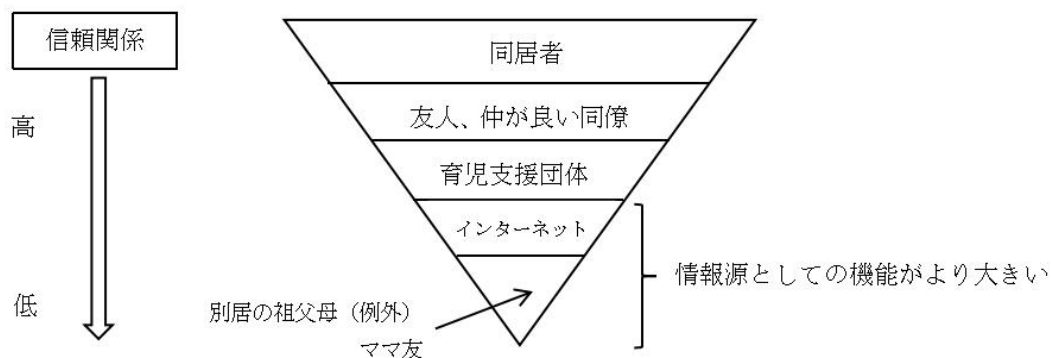 信頼関係
高
低
同居者
友人、仲が良い同僚
育児支援団体
インターネット
別居の祖父母（例外）
ママ友
情報源としての機能がより大きい